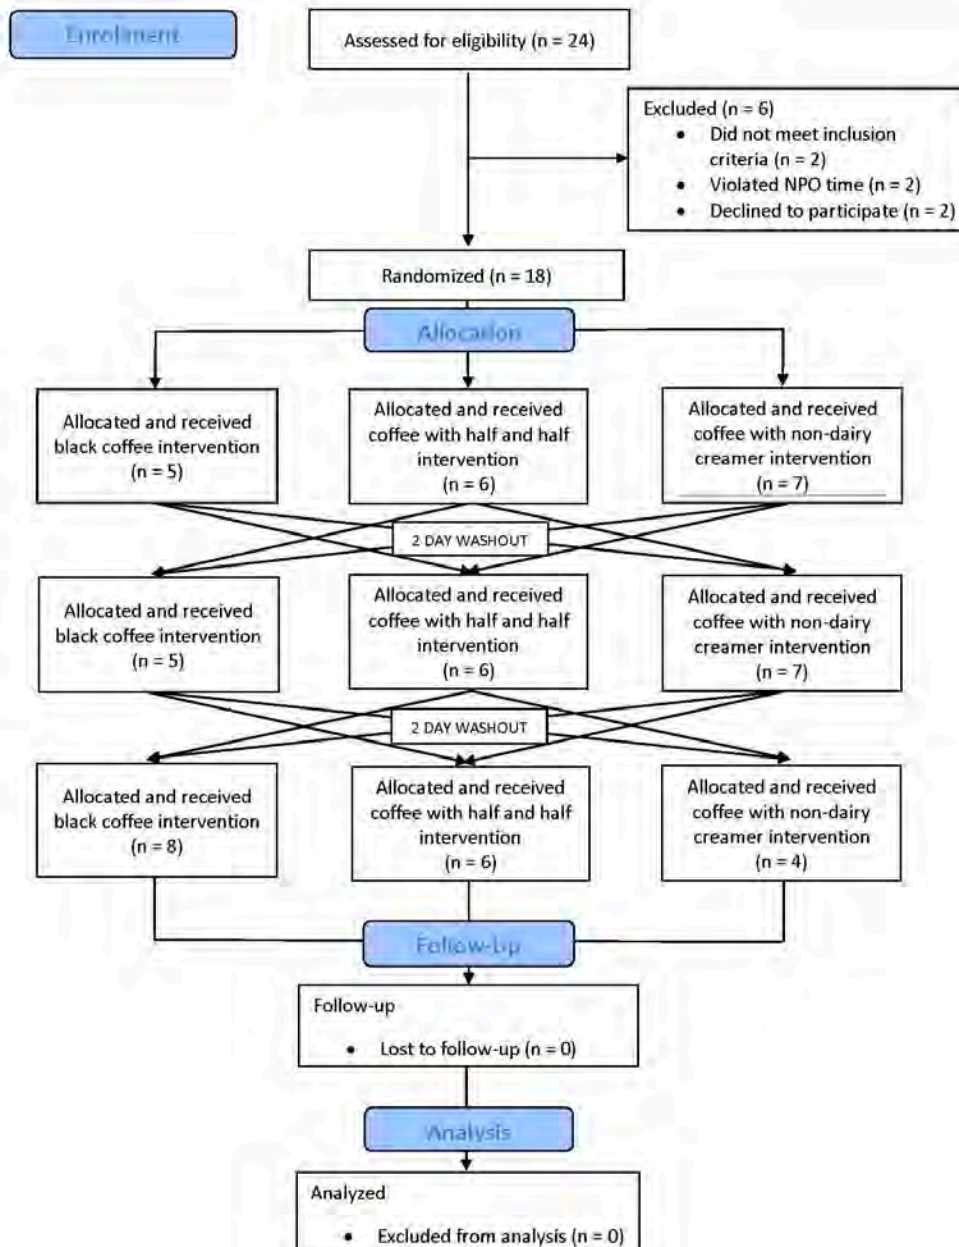 Enrollment
Assessed for eligibility (n = 24)
Excluded (n = 6)
• Did not meet inclusion
criteria (n = 2)
• Violated NPO time (n = 2)
• Declined to participate (n = 2)
Randomized (n = 18)
Allocation
Allocated and received
black coffee intervention
(n = 5)
Allocated and received
coffee with half and half
intervention
(n = 6)
Allocated and received
coffee with non-dairy
creamer intervention
(n = 7)
2 DAY WASHOUT
Allocated and received
black coffee intervention
(n = 5)
Allocated and received
coffee with half and half
intervention
(n = 6)
Allocated and received
coffee with non-dairy
creamer intervention
(n = 7)
2 DAY WASHOUT
Allocated and received
black coffee intervention
(n = 8)
Allocated and received
coffee with half and half
intervention
(n = 6)
Allocated and received
coffee with non-dairy
creamer intervention
(n = 4)
Follow-Up
Follow-up
• Lost to follow-up (n = 0)
Analysis
Analyzed
• Excluded from analysis (n = 0)